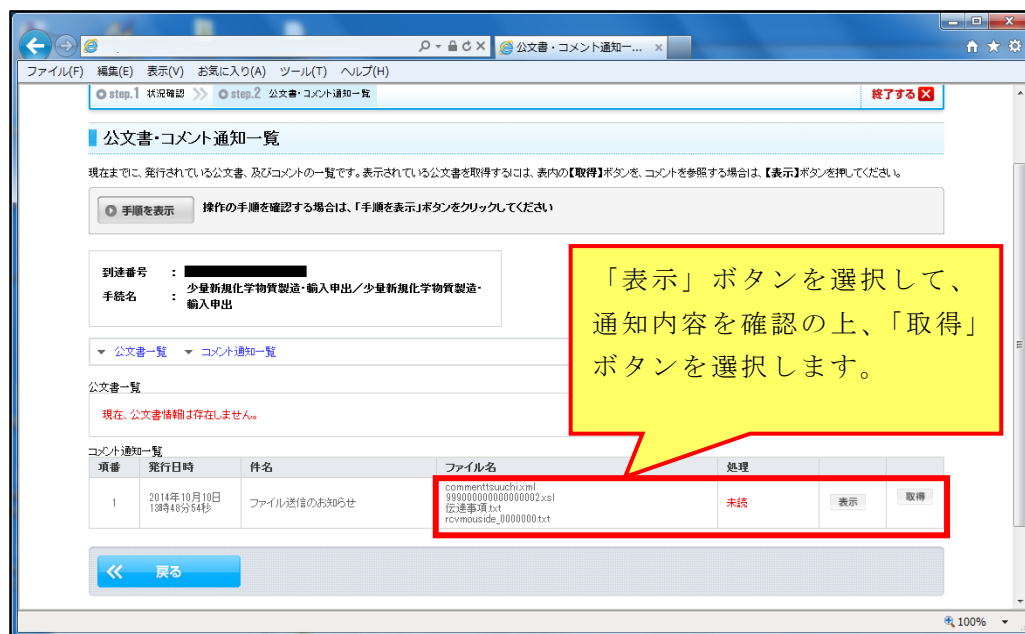 公文書・コメント通知一...
ファイル(F) 編集(E) 表示(V) お気に入り(A) ツール(T) ヘルプ(H)
step.1 状況確認 step.2 公文書・コメント通知一覧 終了する
公文書・コメント通知一覧
現在までに、発行されている公文書、及びコメントの一覧です。表示されている公文書を取得するには、表内の【取得】ボタンを、コメントを参照する場合は、【表示】ボタンを押してください。
手順を表示 操作の手順を確認する場合は、「手順を表示」ボタンをクリックしてください
到達番号 :
手続名 : 少量新規化学物質製造・輸入申出/少量新規化学物質製造・
輸入申出
「表示」ボタンを選択して、
通知内容を確認の上、「取得」
ボタンを選択します。
公文書一覧 コメント通知一覧
公文書一覧
現在、公文書情報は存在しません。
コメント通知一覧
項番 発行日時 件名 ファイル名 処理
1 2014年10月10日 ファイル送信のお知らせ commenttsuuchi.xml 未読 表示 取得
13時48分54秒 999000000000000002.xsl
伝達事項.txt
rcvmouside_0000000.txt
戻る
100%